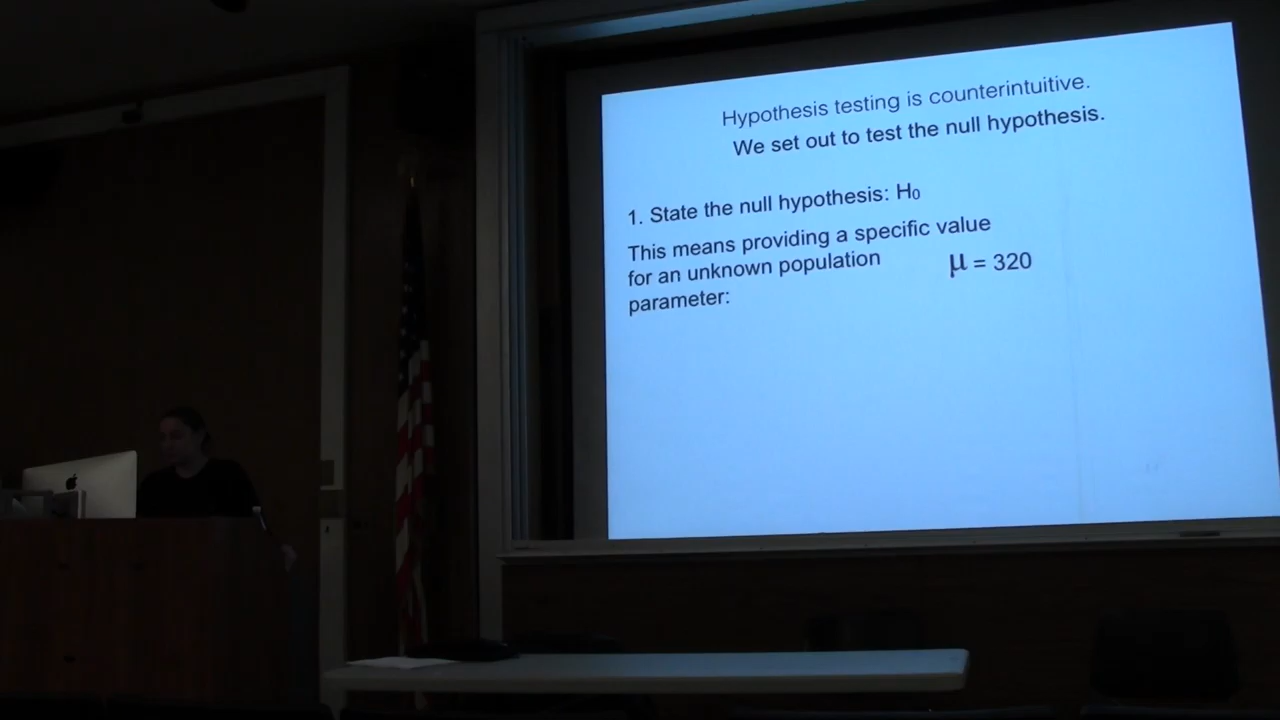 Hypothesis testing is counterintuitive.
We set out to test the null hypothesis.
1. State the null hypothesis: H₀
This means providing a specific value
for an unknown population
parameter:
μ = 320